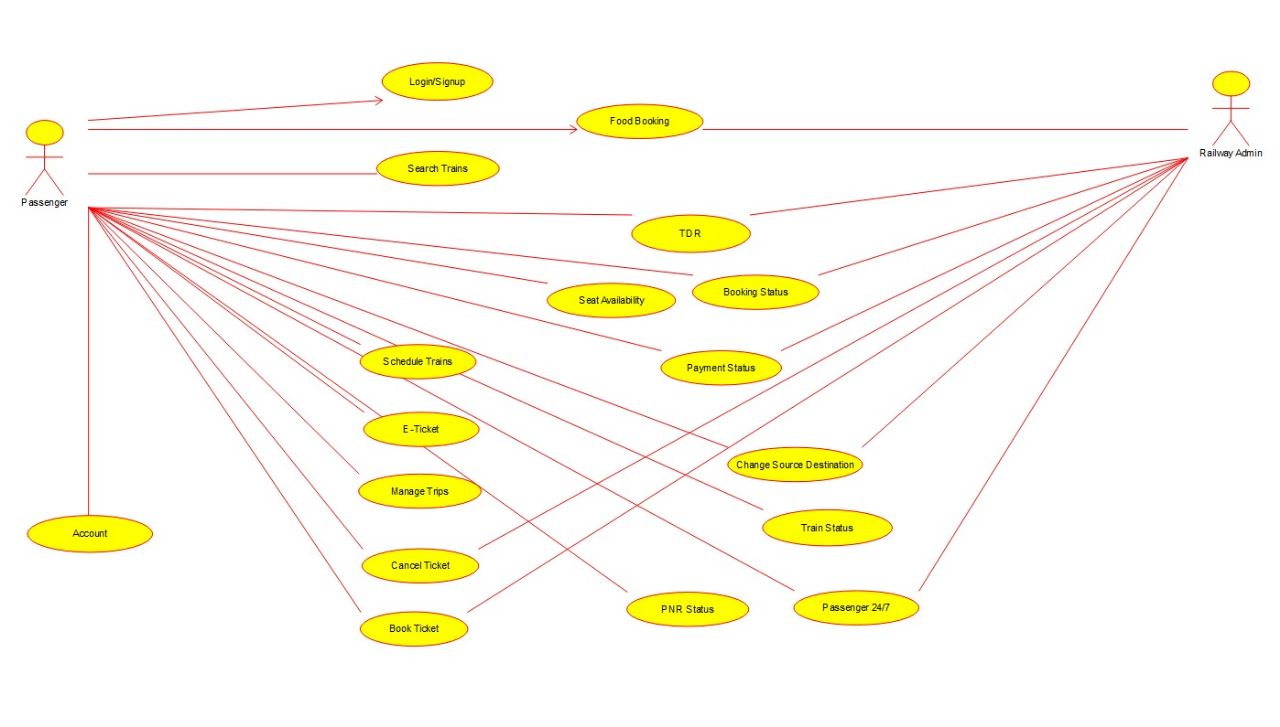 Login/Signup
Food Booking
Railway Admin
Search Trains
Passenger
TDR
Booking Status
Seat Availability
Schedule Trains
Payment Status
E-Ticket
Change Source Destination
Manage Trips
Train Status
Account
Cancel Ticket
PNR Status
Passenger 24/7
Book Ticket